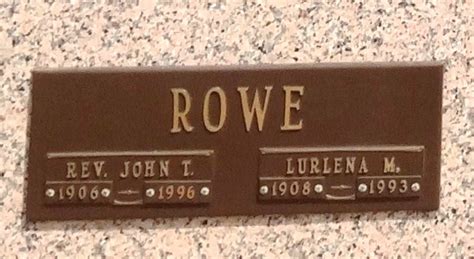 ROWE
REV. JOHN T.
1906 1996
LURLENA M.
1908 1993